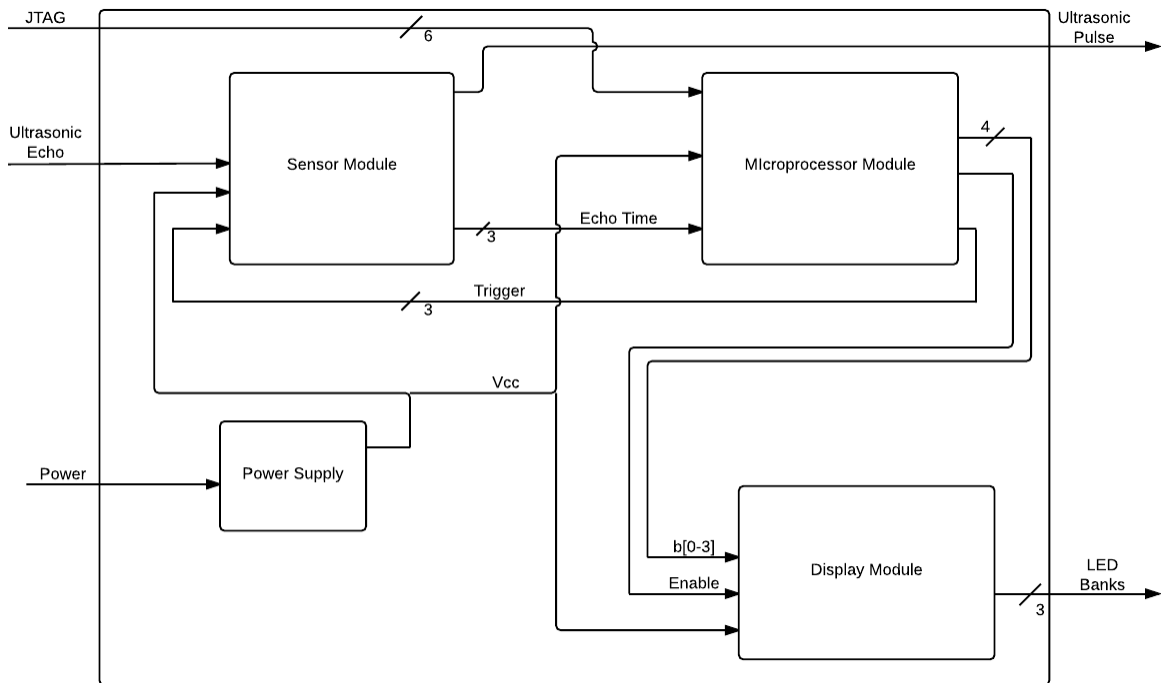 JTAG
6
Ultrasonic
Pulse
Ultrasonic
Echo
Sensor Module
MIcroprocessor Module
4
Echo Time
3
Trigger
3
Vcc
Power
Power Supply
b[0-3]
Enable
Display Module
LED
Banks
3